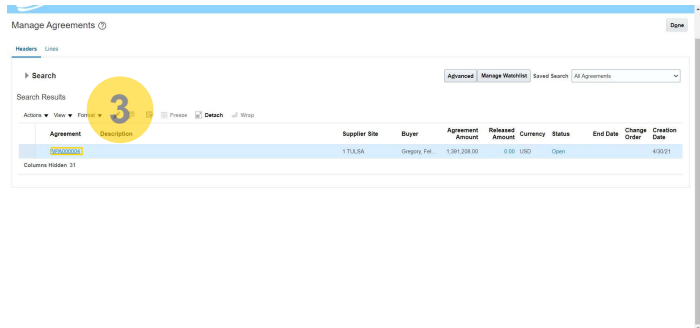 Manage Agreements
Done
Headers Lines
Search
Advanced Manage Watchlist Saved Search All Agreements
Search Results
Actions View Format Freeze Detach Wrap
3
Agreement Description Supplier Site Buyer Agreement Amount Released Amount Currency Status End Date Change Order Creation Date
VPA000004 1 TULSA Gregory, Fel... 1,391,208.00 0.00 USD Open 4/30/21
Columns Hidden 31